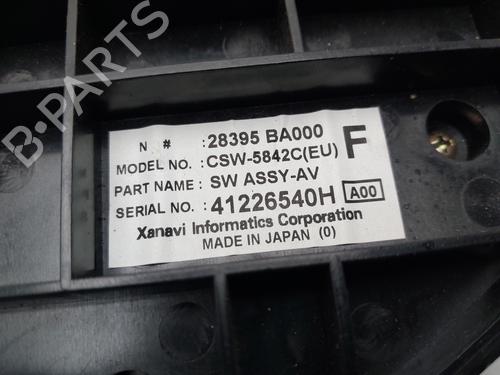 N #: 28395 BA000
MODEL NO. : CSW-5842C(EU) F
PART NAME : SW ASSY-AV
SERIAL NO. : 41226540H A00
Xanavi Informatics Corporation
MADE IN JAPAN (0)
B-PARTS